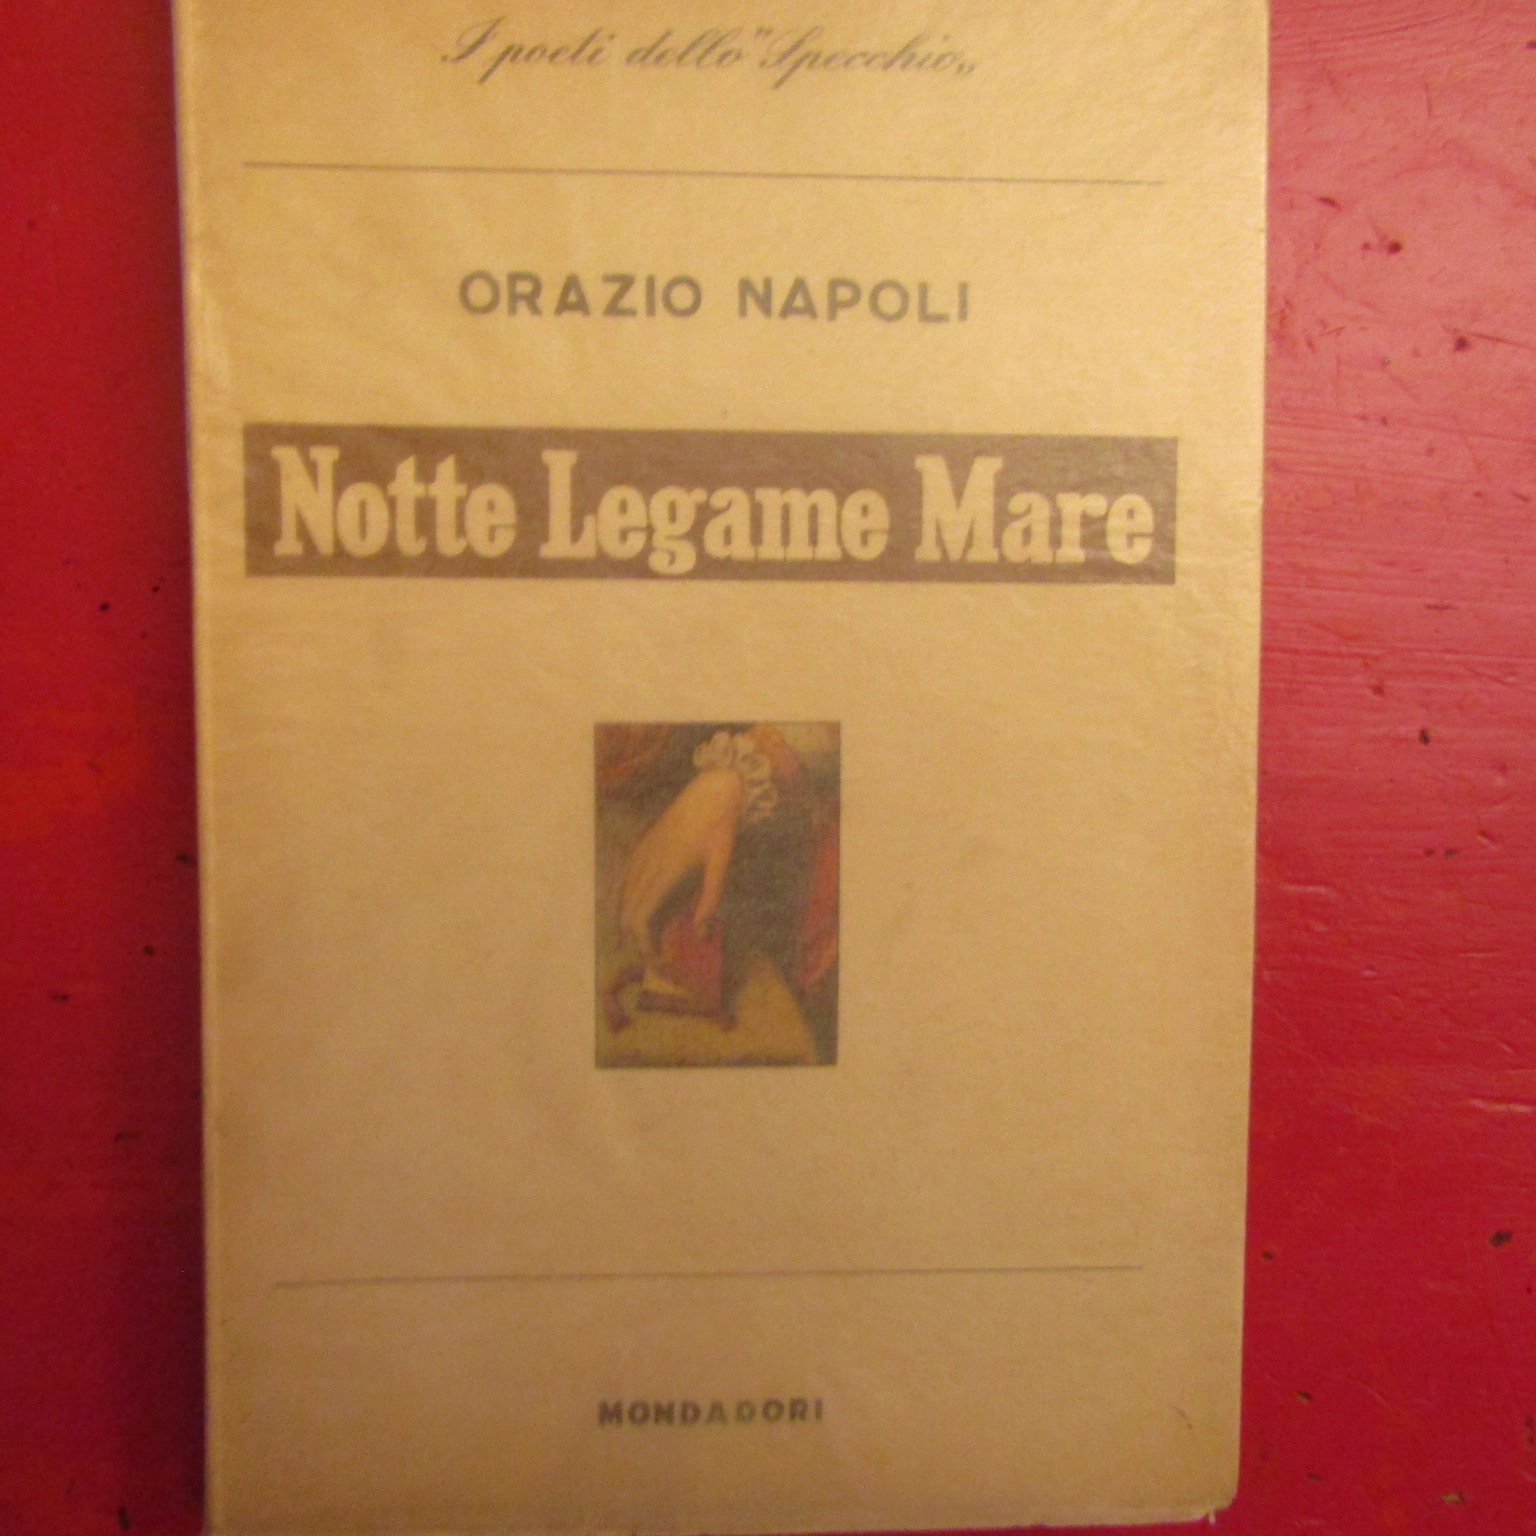 I poeti dello "Specchio„
ORAZIO NAPOLI
Notte Legame Mare
MONDADORI